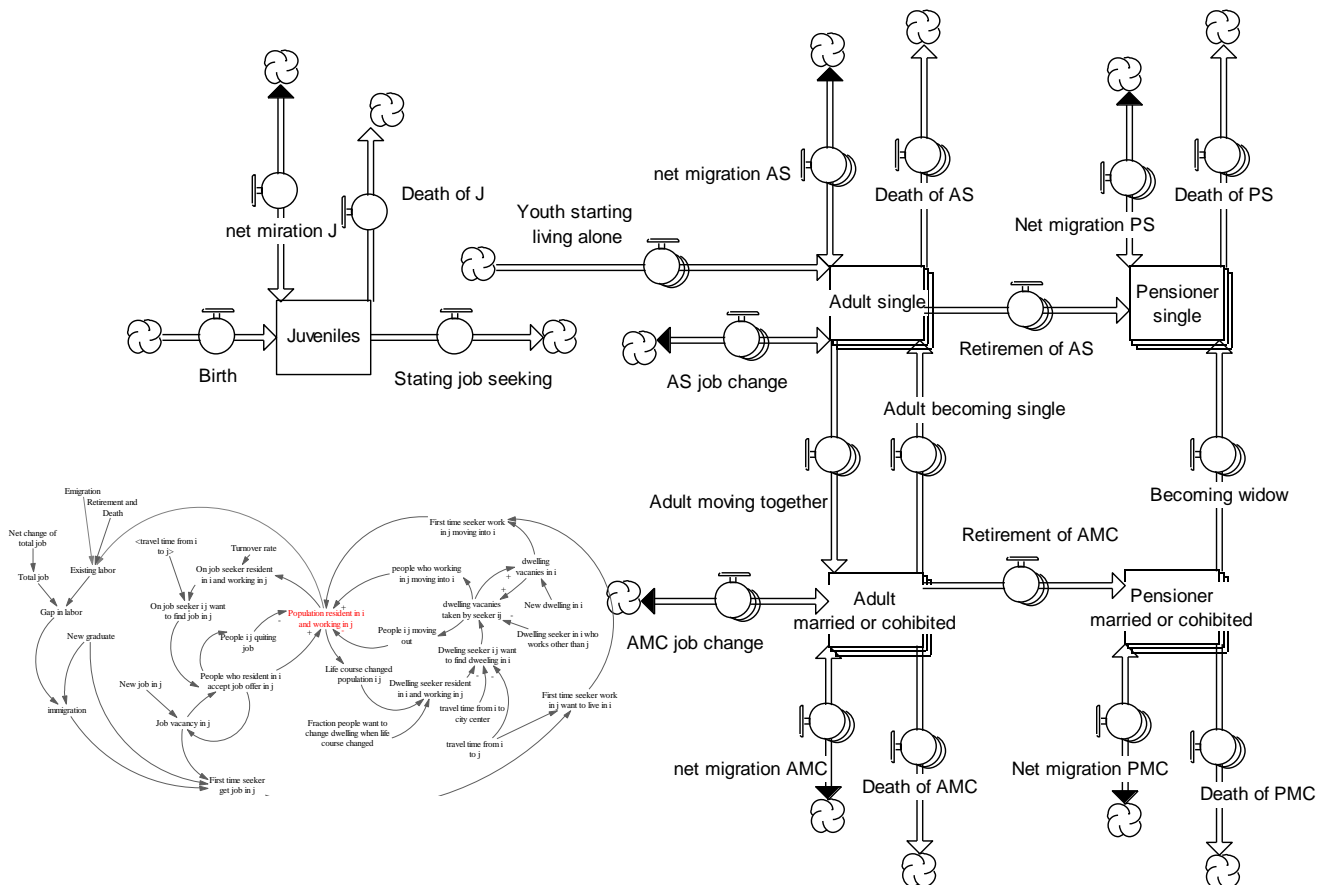 net miration J
Death of J
Birth
Juveniles
Stating job seeking
Youth starting
living alone
net migration AS
Death of AS
Net migration PS
Death of PS
Adult single
Pensioner
single
Retiremen of AS
AS job change
Adult becoming single
Adult moving together
Becoming widow
Retirement of AMC
Adult
married or cohibited
Pensioner
married or cohibited
AMC job change
net migration AMC
Death of AMC
Net migration PMC
Death of PMC
Emigration
Retirement and
Death
Net change of
total job
Total job
Existing labor
Gap in labor
New graduate
immigration
<travel time from i
to j>
Turnover rate
On job seeker resident
in i and working in j
On job seeker i j want
to find job in j
People i j quiting
job
People who resident in i
accept job offer in j
New job in j
Job vacancy in j
First time seeker
get job in j
Population resident in i
and working in j
people who working
in j moving into i
People i j moving
out
Life course changed
population i j
Fraction people want to
change dwelling when life
course changed
Dwelling seeker resident
in i and working in j
First time seeker work
in j moving into i
dwelling
vacanies in i
New dwelling in i
dwelling vacanies
taken by seeker ij
Dwelling seeker in i who
works other than j
Dweling seeker i j want
to find dwelling in i
travel time from i to
city center
travel time from i
to j
First time seeker work
in j want to live in i